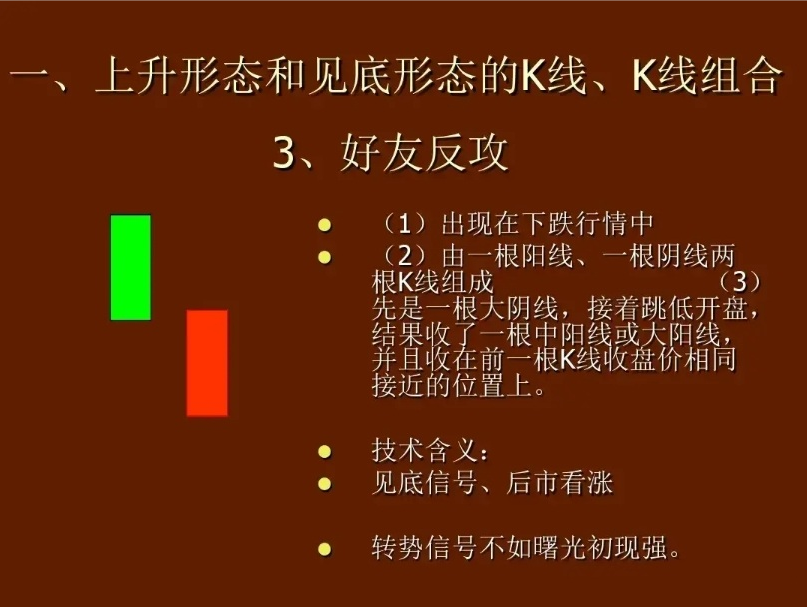 一、上升形态和见底形态的K线、K线组合
3、好友反攻
（1）出现在下跌行情中
（2）由一根阳线、一根阴线两
根K线组成 （3）
先是一根大阴线，接着跳低开盘，
结果收了一根中阳线或大阳线，
并且收在前一根K线收盘价相同
接近的位置上。
技术含义：
见底信号、后市看涨
转势信号不如曙光初现强。